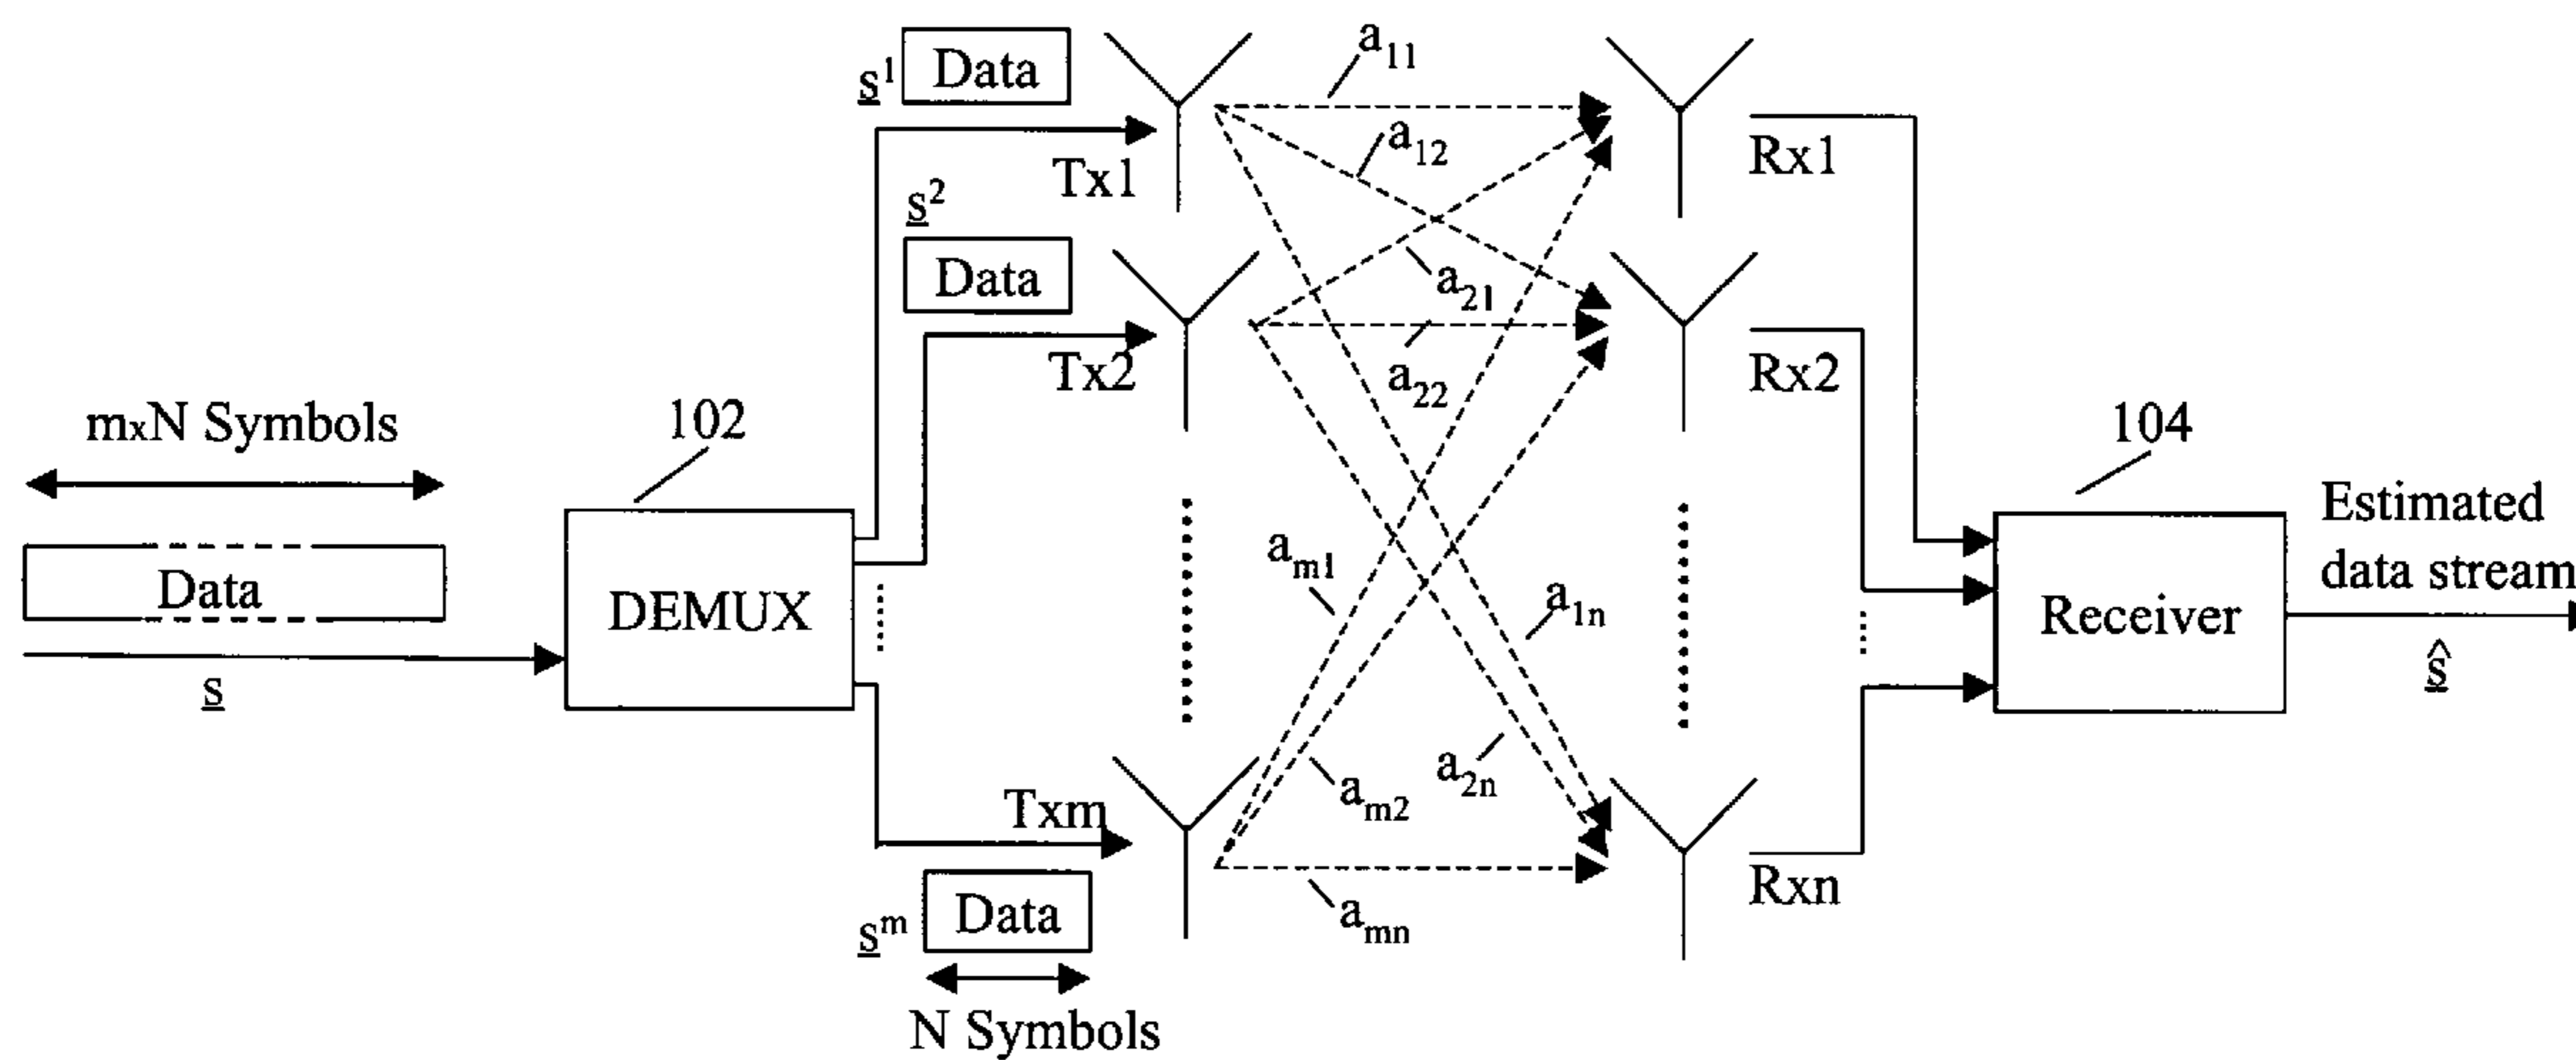 mxN Symbols
Data
s
102
DEMUX
s¹ Data
Tx1
s² Data
Tx2
Txm
sᵐ Data
N Symbols
a₁₁
a₁₂
a₂₁
a₂₂
aₘ₁
a₁ₙ
a₂ₙ
aₘ₂
aₘₙ
Rx1
Rx2
Rxn
104
Receiver
Estimated
data stream
ŝ